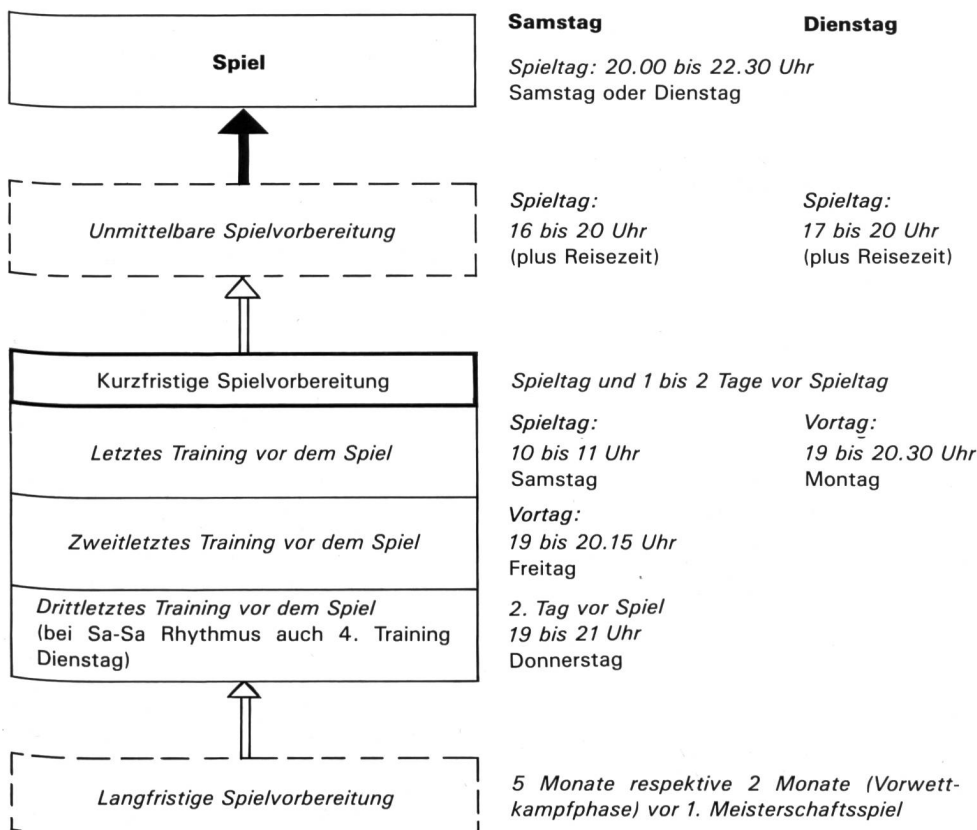 Samstag Dienstag
Spiel
Spieltag: 20.00 bis 22.30 Uhr
Samstag oder Dienstag
Unmittelbare Spielvorbereitung
Spieltag: Spieltag:
16 bis 20 Uhr 17 bis 20 Uhr
(plus Reisezeit) (plus Reisezeit)
Kurzfristige Spielvorbereitung
Spieltag und 1 bis 2 Tage vor Spieltag
Letztes Training vor dem Spiel
Spieltag: Vortag:
10 bis 11 Uhr 19 bis 20.30 Uhr
Samstag Montag
Zweitletztes Training vor dem Spiel
Vortag:
19 bis 20.15 Uhr
Freitag
Drittletztes Training vor dem Spiel
(bei Sa-Sa Rhythmus auch 4. Training
Dienstag)
2. Tag vor Spiel
19 bis 21 Uhr
Donnerstag
Langfristige Spielvorbereitung
5 Monate respektive 2 Monate (Vorwett-
kampfphase) vor 1. Meisterschaftsspiel